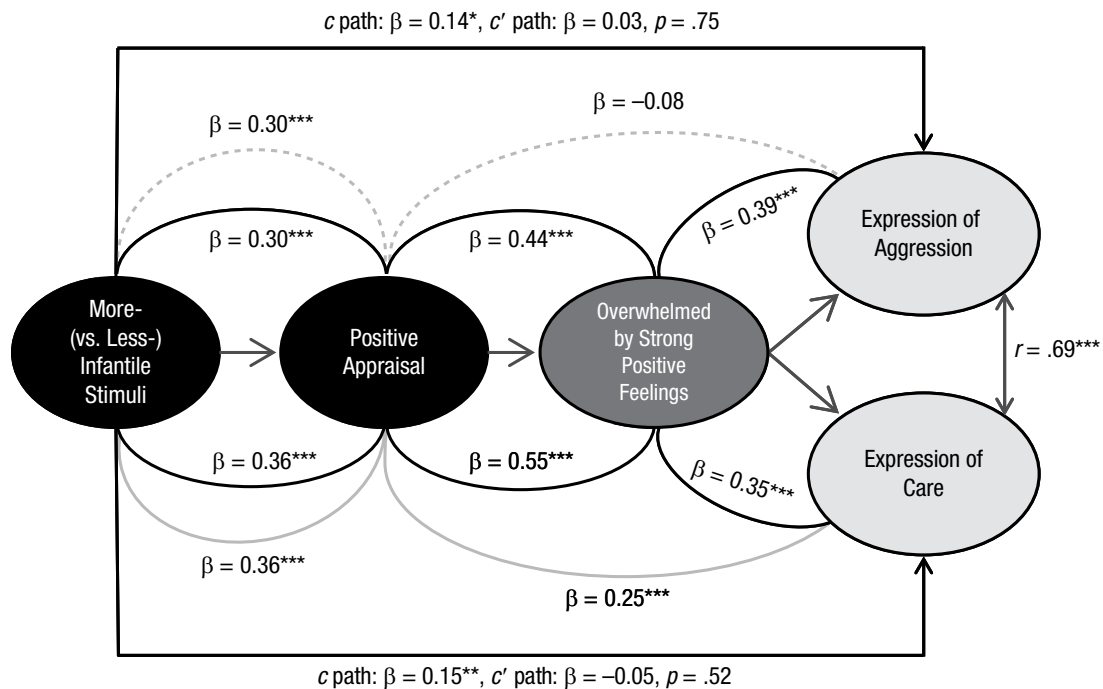 c path: β = 0.14*, c′ path: β = 0.03, p = .75
β = –0.08
β = 0.30***
β = 0.30***
β = 0.44***
β = 0.39***
Expression of
Aggression
More-
(vs. Less-)
Infantile
Stimuli
Positive
Appraisal
Overwhelmed
by Strong
Positive
Feelings
r = .69***
β = 0.36***
β = 0.55***
β = 0.35***
Expression of
Care
β = 0.36***
β = 0.25***
c path: β = 0.15**, c′ path: β = –0.05, p = .52